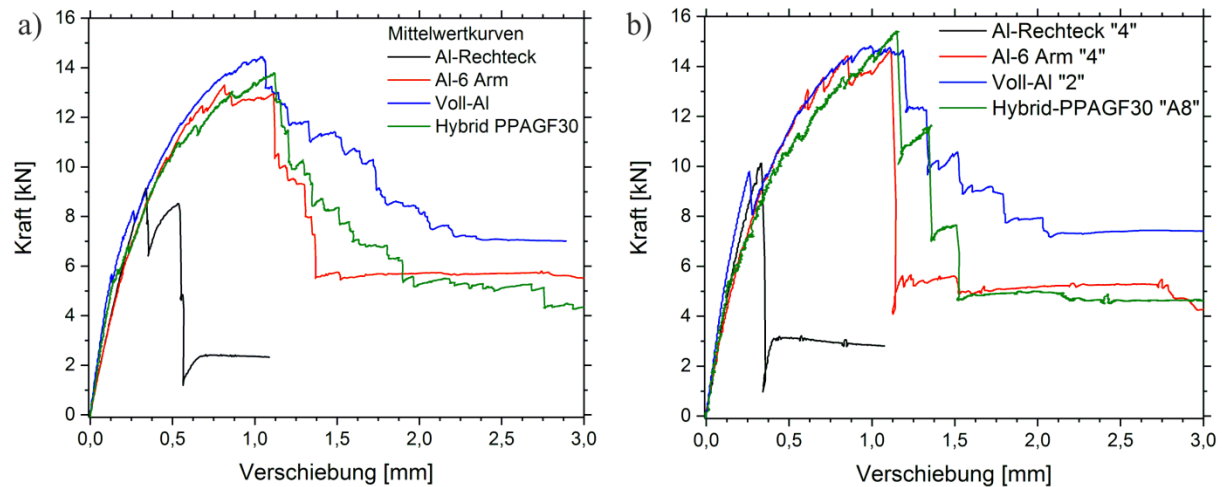 a)
Mittelwertkurven
Al-Rechteck
Al-6 Arm
Voll-Al
Hybrid PPAGF30
Kraft [kN]
16
14
12
10
8
6
4
2
0
0,0 0,5 1,0 1,5 2,0 2,5 3,0
Verschiebung [mm]
b)
Al-Rechteck "4"
Al-6 Arm "4"
Voll-Al "2"
Hybrid-PPAGF30 "A8"
Kraft [kN]
16
14
12
10
8
6
4
2
0
0,0 0,5 1,0 1,5 2,0 2,5 3,0
Verschiebung [mm]